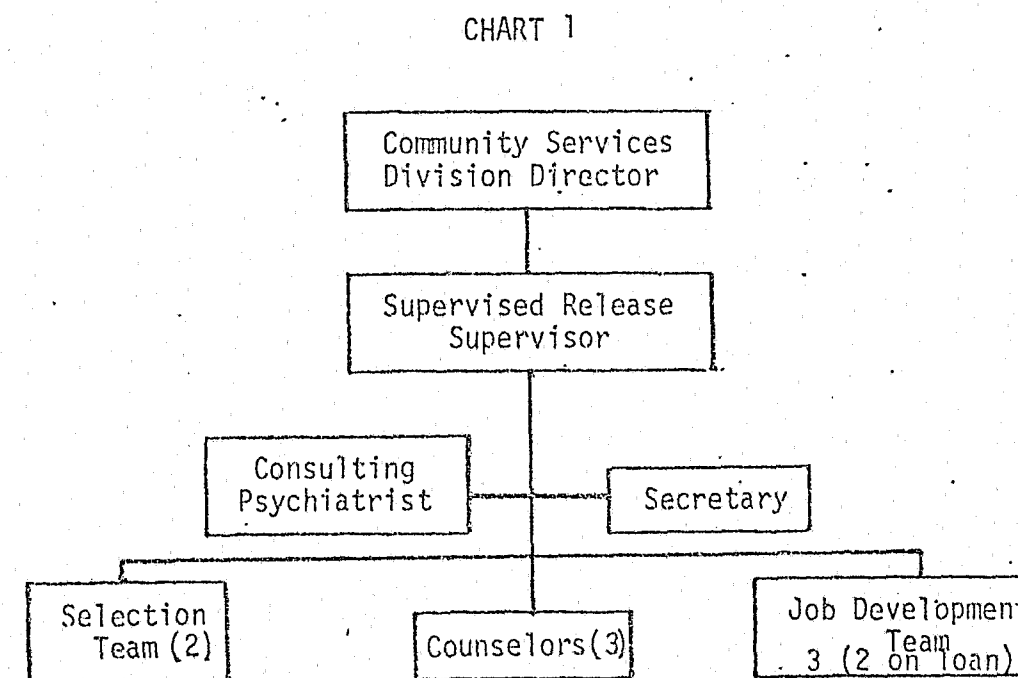 CHART 1
Community Services
Division Director
Supervised Release
Supervisor
Consulting
Psychiatrist
Secretary
Selection
Team (2)
Counselors(3)
Job Developmen
Team
3 (2 on loan)